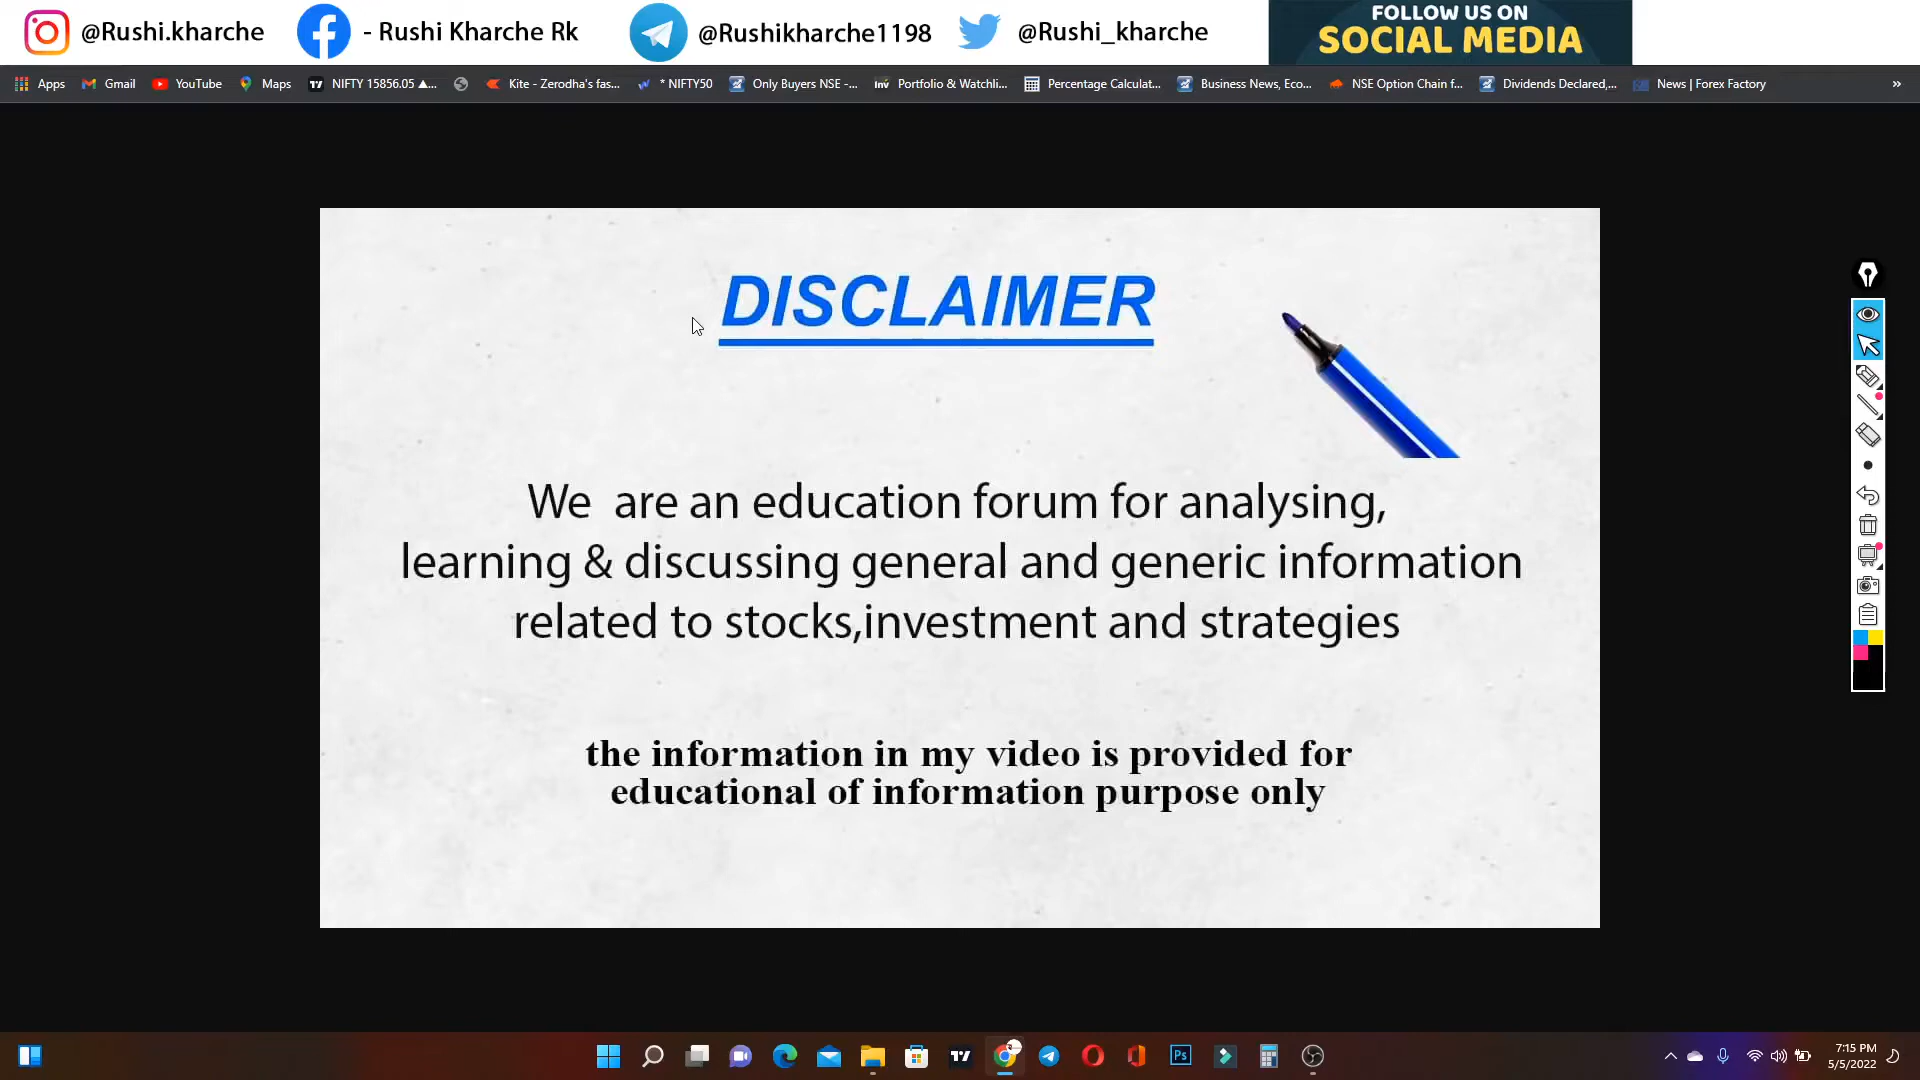 @Rushi.kharche - Rushi Kharche Rk @Rushikharche1198 @Rushi_kharche FOLLOW US ON
SOCIAL MEDIA
Apps Gmail YouTube Maps NIFTY 15856.05 ▲... Kite - Zerodha's fas... * NIFTY50 Only Buyers NSE -... Inv Portfolio & Watchli... Percentage Calculat... Business News, Eco... NSE Option Chain f... Dividends Declared,... News | Forex Factory »
DISCLAIMER
We are an education forum for analysing,
learning & discussing general and generic information
related to stocks,investment and strategies
the information in my video is provided for
educational of information purpose only
Ps
7:15 PM
5/5/2022